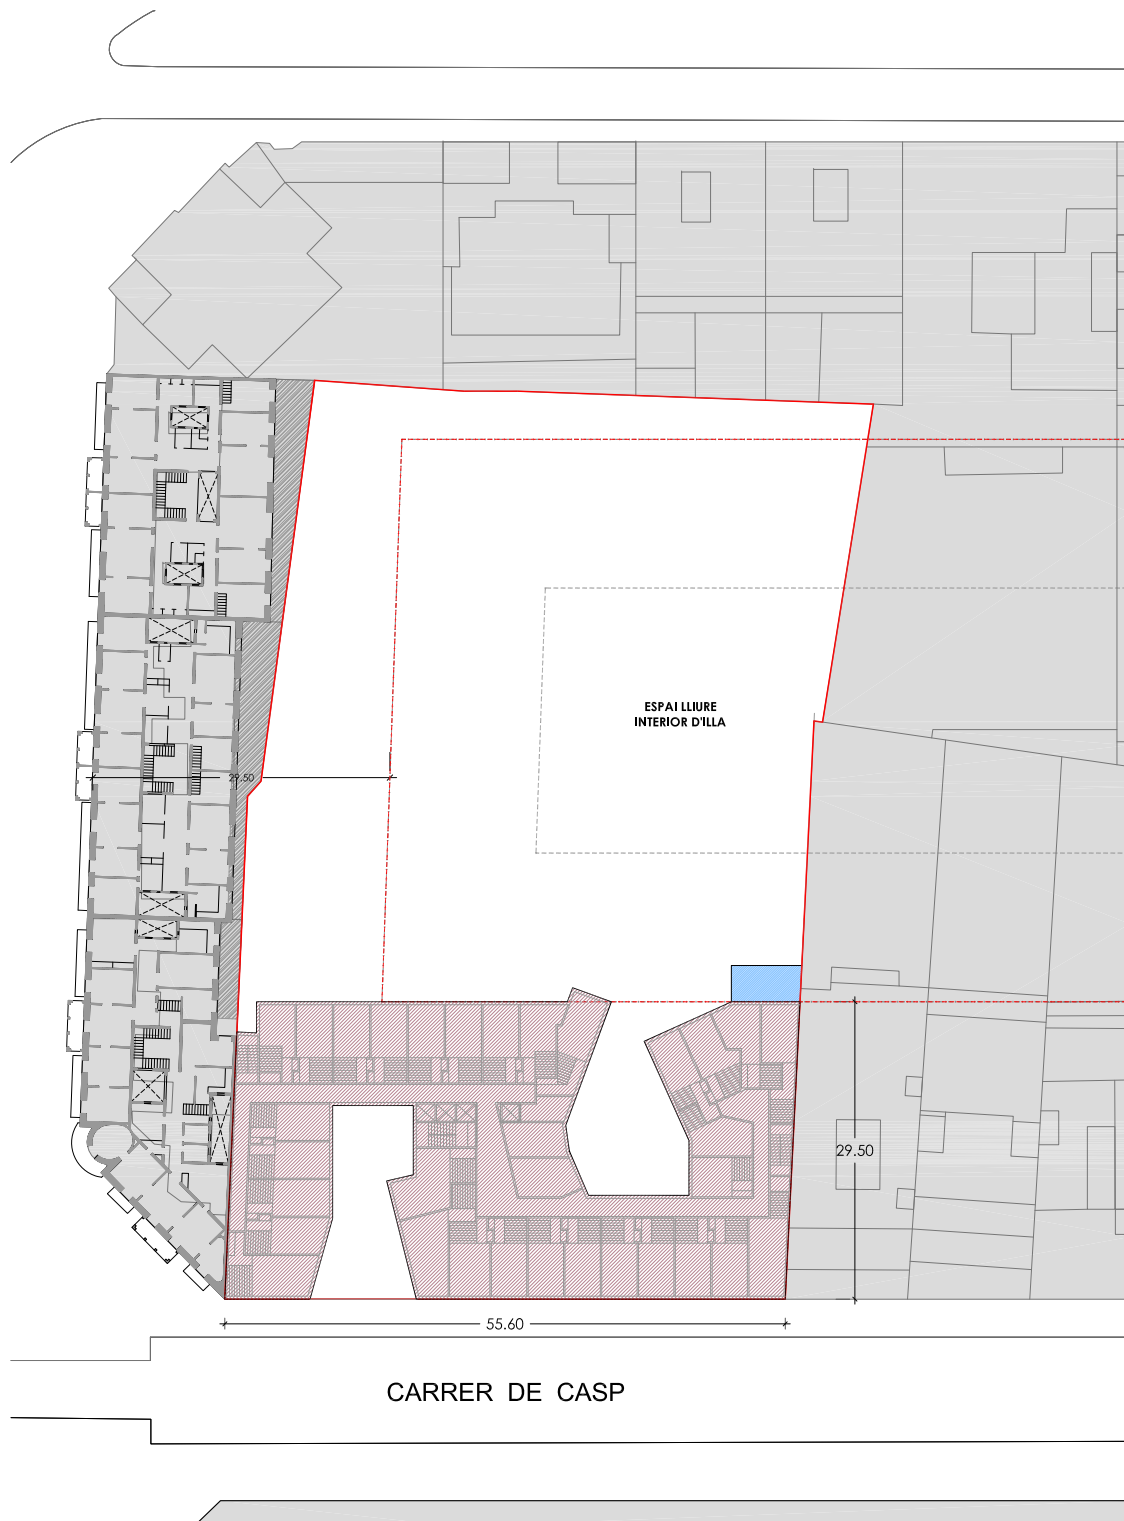 ESPAI LLIURE
INTERIOR D'ILLA
29.50
29.50
55.60
CARRER DE CASP